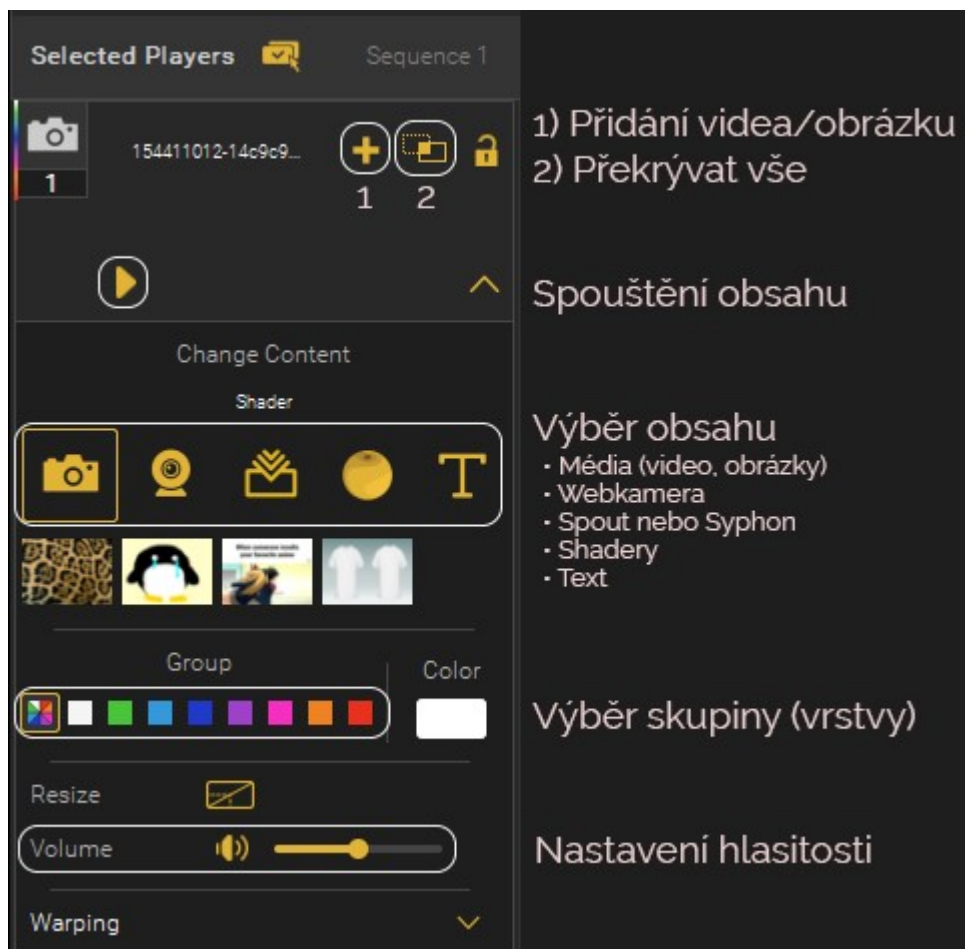 Selected Players Sequence 1
154411012-14c9c9...
1
1 2
1) Přidání videa/obrázku
2) Překrývat vše
Spouštění obsahu
Change Content
Shader
Výběr obsahu
• Média (video, obrázky)
• Webkamera
• Spout nebo Syphon
• Shadery
• Text
T
Group
Color
Výběr skupiny (vrstvy)
Resize
Volume
Nastavení hlasitosti
Warping